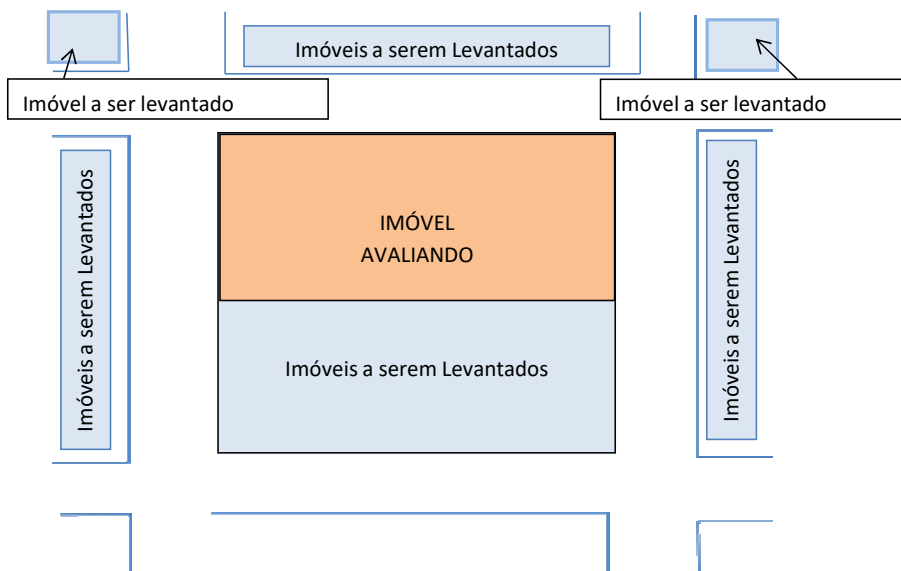 Imóveis a serem Levantados
Imóvel a ser levantado
Imóvel a ser levantado
Imóveis a serem Levantados
IMÓVEL
AVALIANDO
Imóveis a serem Levantados
Imóveis a serem Levantados